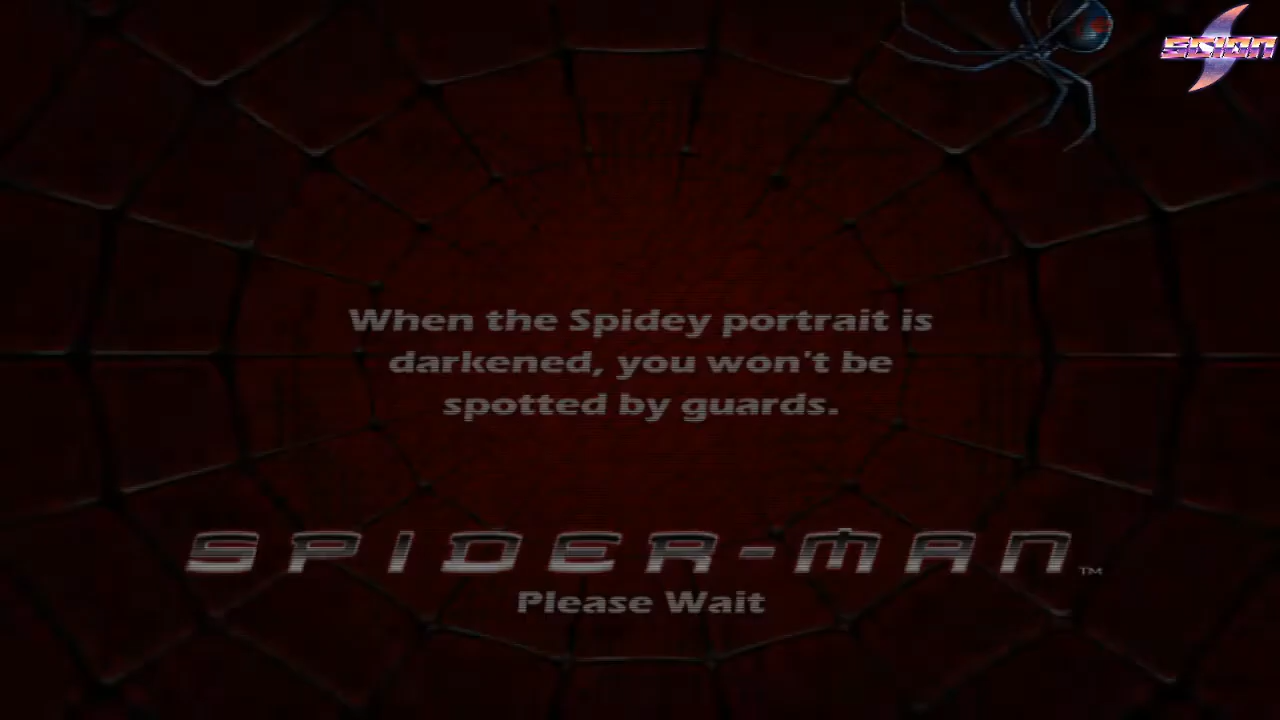 SCION
When the Spidey portrait is
darkened, you won't be
spotted by guards.
SPIDER-MAN™
Please Wait